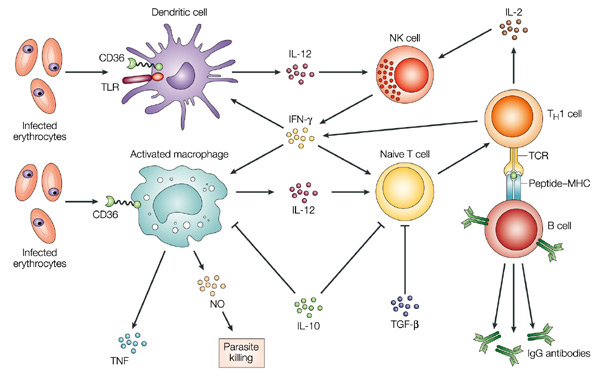 Dendritic cell
IL-2
CD36
IL-12
NK cell
TLR
Infected
erythrocytes
IFN-γ
T_H1 cell
Activated macrophage
Naive T cell
TCR
Peptide–MHC
CD36
IL-12
B cell
Infected
erythrocytes
NO
IL-10
TGF-β
TNF
Parasite
killing
IgG antibodies